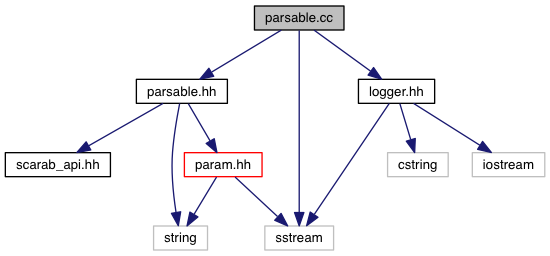 parsable.cc
parsable.hh
logger.hh
scarab_api.hh
param.hh
cstring
iostream
string
sstream